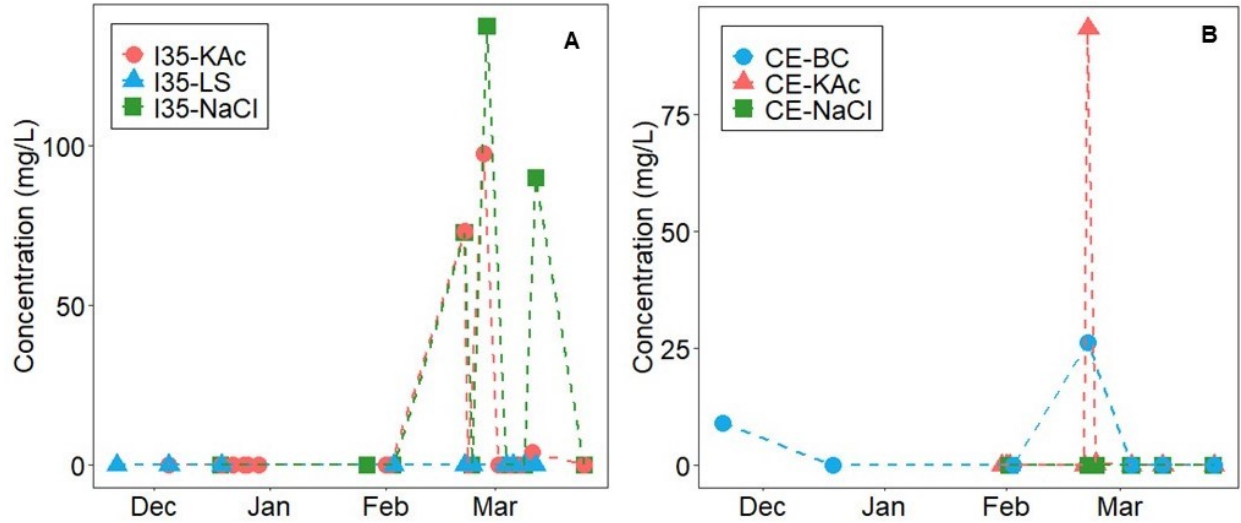 A
I35-KAc
I35-LS
I35-NaCl
Concentration (mg/L)
100
50
0
Dec
Jan
Feb
Mar
B
CE-BC
CE-KAc
CE-NaCl
Concentration (mg/L)
75
50
25
0
Dec
Jan
Feb
Mar